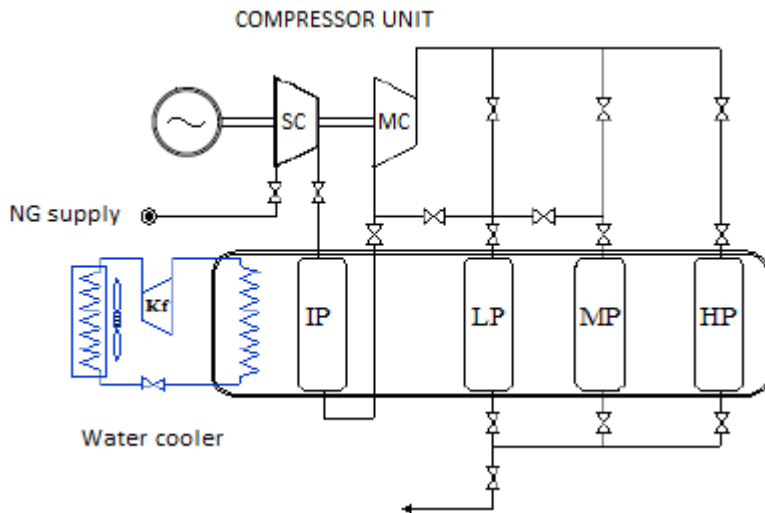 COMPRESSOR UNIT
SC
MC
NG supply
Kf
IP
LP
MP
HP
Water cooler